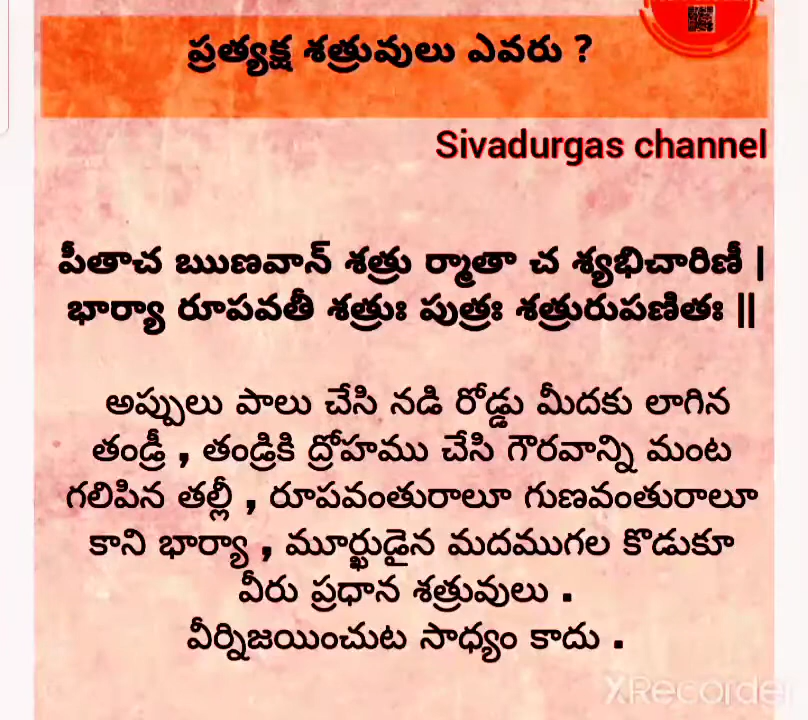 ప్రత్యక్ష శత్రువులు ఎవరు ?
Sivadurgas channel
పీతాచ ఋణవాన్ శత్రు ర్మాతా చ శ్యభిచారిణీ |
భార్యా రూపవతీ శత్రుః పుత్రః శత్రురుపణితః ||
అప్పులు పాలు చేసి నడి రోడ్డు మీదకు లాగిన
తండ్రీ , తండ్రికి ద్రోహము చేసి గౌరవాన్ని మంట
గలిపిన తల్లీ , రూపవంతురాలూ గుణవంతురాలూ
కాని భార్యా , మూర్ఖుడైన మదముగల కొడుకూ
వీరు ప్రధాన శత్రువులు .
వీర్నిజయించుట సాధ్యం కాదు .
XRecorder